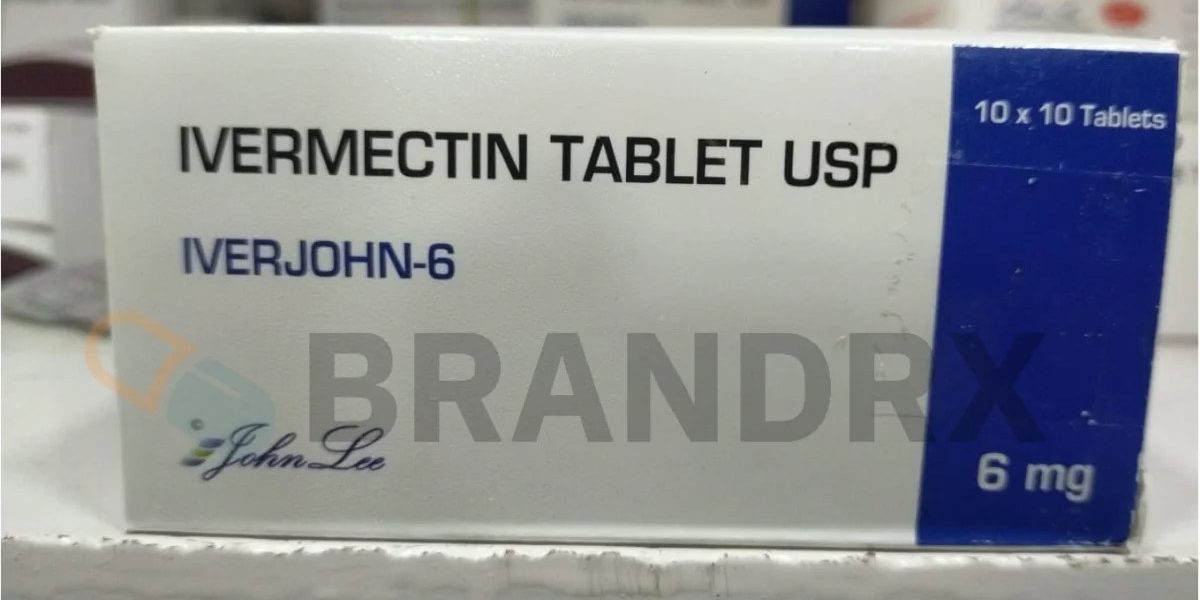 10 x 10 Tablets
IVERMECTIN TABLET USP
IVERJOHN-6
BRANDRX
John Lee
6 mg